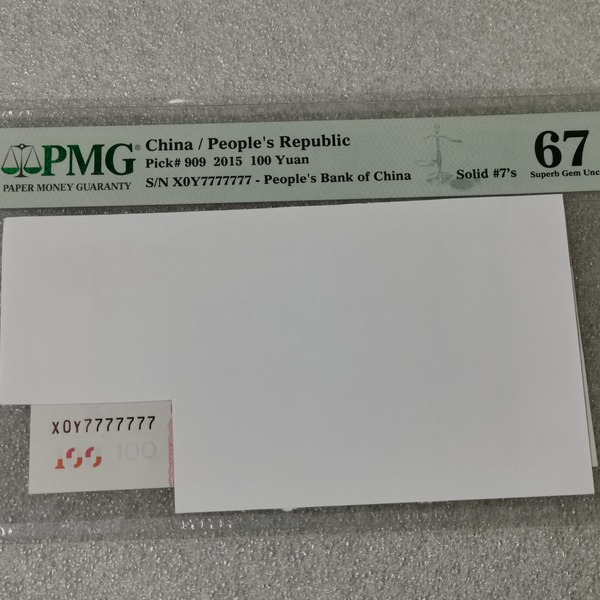 PMG®
PAPER MONEY GUARANTY
China / People's Republic
Pick# 909 2015 100 Yuan
S/N X0Y7777777 - People's Bank of China
Solid #7's
67
Superb Gem Unc
X0Y7777777
100 100